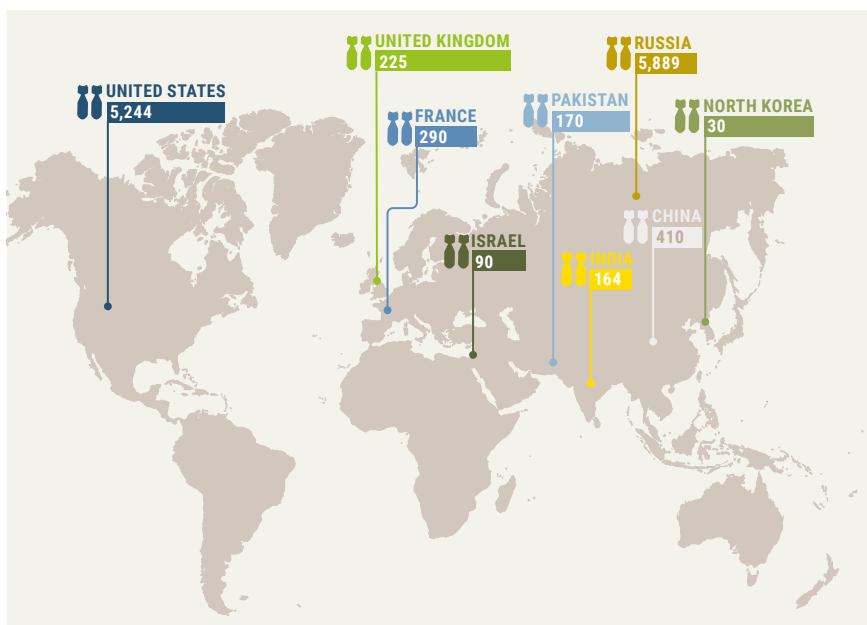 UNITED KINGDOM
225
RUSSIA
5,889
UNITED STATES
5,244
PAKISTAN
170
NORTH KOREA
30
FRANCE
290
CHINA
410
ISRAEL
90
INDIA
164